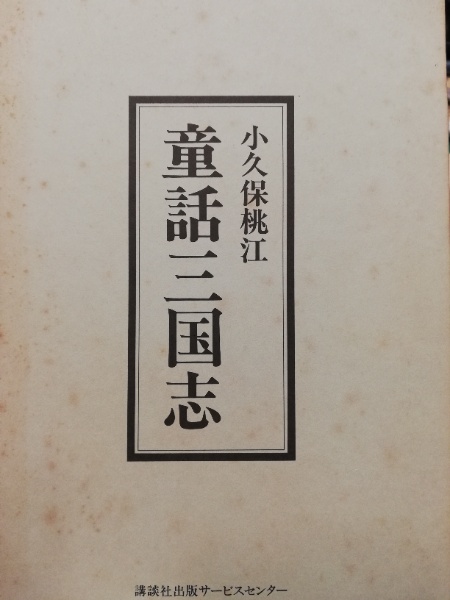 小久保桃江
童話三国志
講談社出版サービスセンター